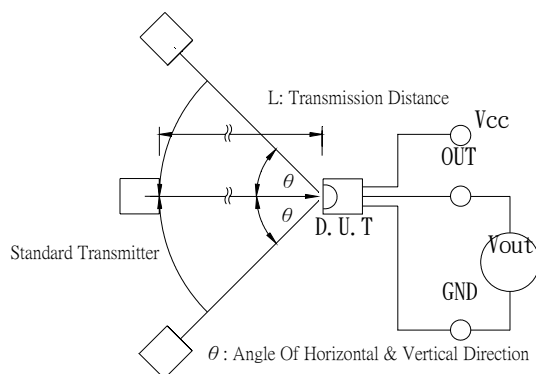 L: Transmission Distance
Vcc
OUT
θ
θ
D.U.T
Standard Transmitter
Vout
GND
θ : Angle Of Horizontal & Vertical Direction